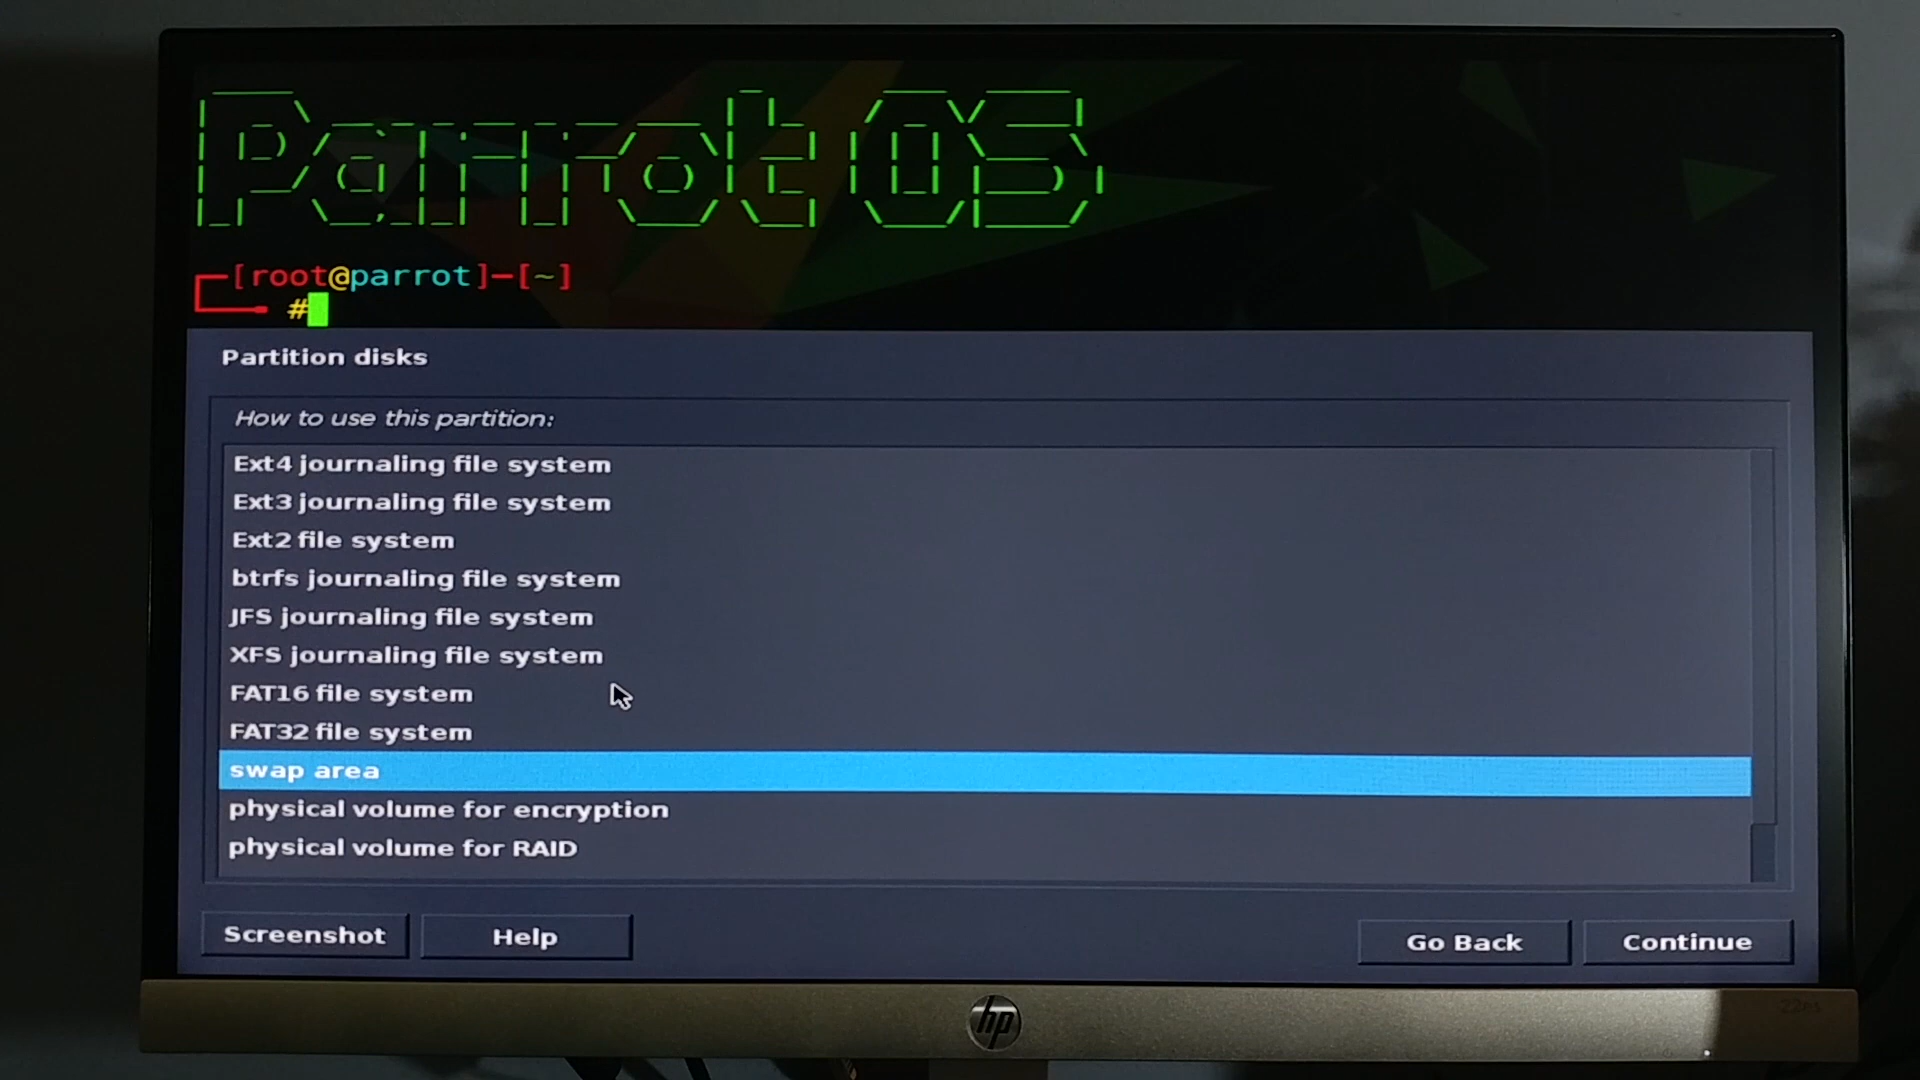 Parrot OS
[root@parrot]-[~]
#
Partition disks
How to use this partition:
Ext4 journaling file system
Ext3 journaling file system
Ext2 file system
btrfs journaling file system
JFS journaling file system
XFS journaling file system
FAT16 file system
FAT32 file system
swap area
physical volume for encryption
physical volume for RAID
Screenshot
Help
Go Back
Continue
hp